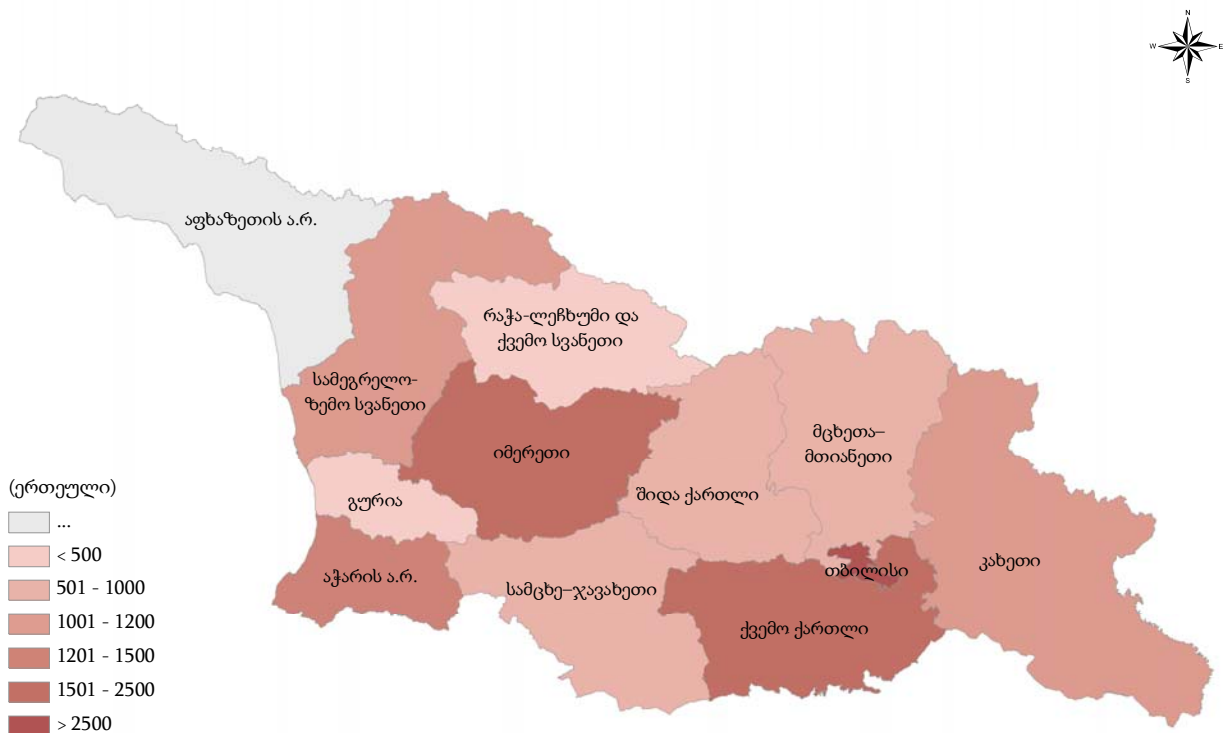 N
W E
S
აფხაზეთის ა.რ.
რაჭა-ლეჩხუმი და
ქვემო სვანეთი
სამეგრელო-
ზემო სვანეთი
მცხეთა–
მთიანეთი
იმერეთი
შიდა ქართლი
გურია
კახეთი
თბილისი
აჭარის ა.რ.
სამცხე–ჯავახეთი
ქვემო ქართლი
(ერთეული)
...
< 500
501 - 1000
1001 - 1200
1201 - 1500
1501 - 2500
> 2500